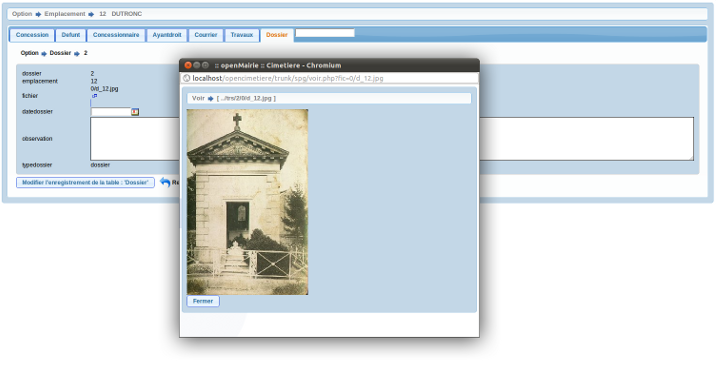 Option Emplacement 12 DUTRONC
Concession Defunt Concessionnaire Ayantdroit Courrier Travaux Dossier
Option Dossier 2
:: openMairie :: Cimetiere - Chromium
localhost/opencimetiere/trunk/spg/voir.php?fic=0/d_12.jpg
dossier 2
emplacement 12
0/d_12.jpg
fichier
datedossier
observation
typedossier dossier
Modifier l'enregistrement de la table : 'Dossier' Re
Voir [ ../trs/2/0/d_12.jpg ]
Fermer